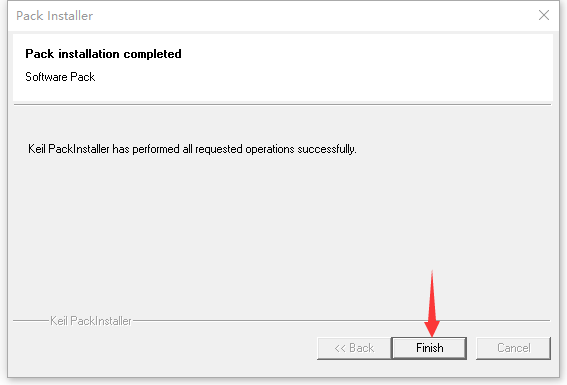 Pack Installer
Pack installation completed
Software Pack
Keil PackInstaller has performed all requested operations successfully.
Keil PackInstaller
<< Back
Finish
Cancel